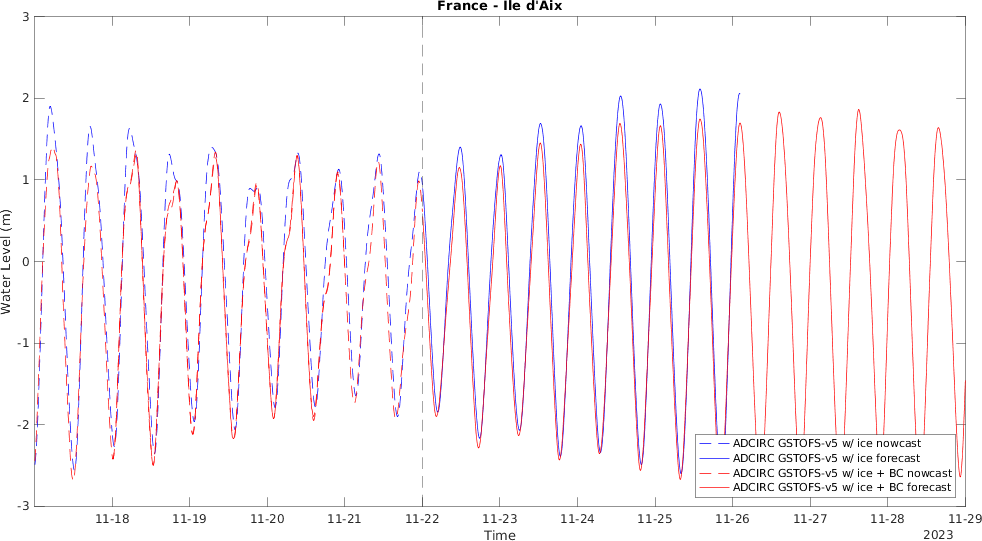 France - Ile d'Aix
Water Level (m)
3
2
1
0
-1
-2
-3
ADCIRC GSTOFS-v5 w/ ice nowcast
ADCIRC GSTOFS-v5 w/ ice forecast
ADCIRC GSTOFS-v5 w/ ice + BC nowcast
ADCIRC GSTOFS-v5 w/ ice + BC forecast
11-18 11-19 11-20 11-21 11-22 11-23 11-24 11-25 11-26 11-27 11-28 11-29
Time
2023